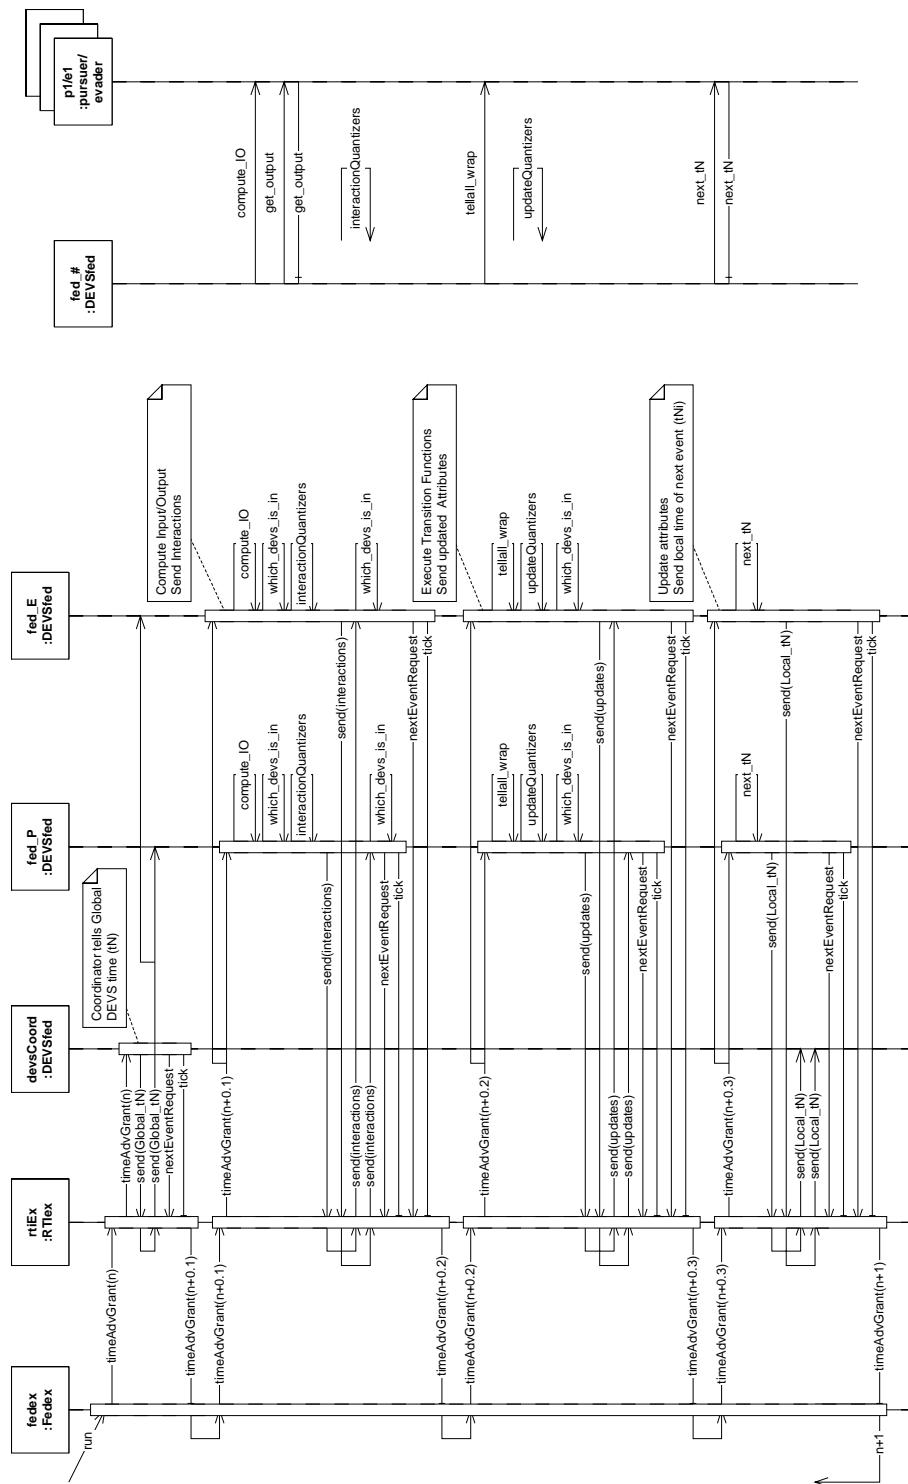 fedex
:Fedex
rtiEx
:RTIex
devsCoord
:DEVSfed
fed_P
:DEVSfed
fed_E
:DEVSfed
fed_#
:DEVSfed
p1/e1
:pursuer/
evader
run
timeAdvGrant(n)
timeAdvGrant(n)
send(Global_tN)
send(Global_tN)
nextEventRequest
tick
Coordinator tells Global
DEVS time (tN)
timeAdvGrant(n+0.1)
timeAdvGrant(n+0.1)
timeAdvGrant(n+0.1)
Compute Input/Output
Send Interactions
compute_IO
which_devs_is_in
interactionQuantizers
compute_IO
which_devs_is_in
interactionQuantizers
send(interactions)
send(interactions)
send(interactions)
send(interactions)
which_devs_is_in
which_devs_is_in
nextEventRequest
tick
nextEventRequest
tick
compute_IO
get_output
get_output
interactionQuantizers
timeAdvGrant(n+0.2)
timeAdvGrant(n+0.2)
timeAdvGrant(n+0.2)
Execute Transition Functions
Send updated Attributes
tellall_wrap
updateQuantizers
which_devs_is_in
tellall_wrap
updateQuantizers
which_devs_is_in
send(updates)
send(updates)
send(updates)
send(updates)
nextEventRequest
tick
nextEventRequest
tick
tellall_wrap
updateQuantizers
timeAdvGrant(n+0.3)
timeAdvGrant(n+0.3)
timeAdvGrant(n+0.3)
Update attributes
Send local time of next event (tNi)
next_tN
next_tN
send(Local_tN)
send(Local_tN)
send(Local_tN)
send(Local_tN)
nextEventRequest
tick
nextEventRequest
tick
next_tN
next_tN
n+1
timeAdvGrant(n+1)